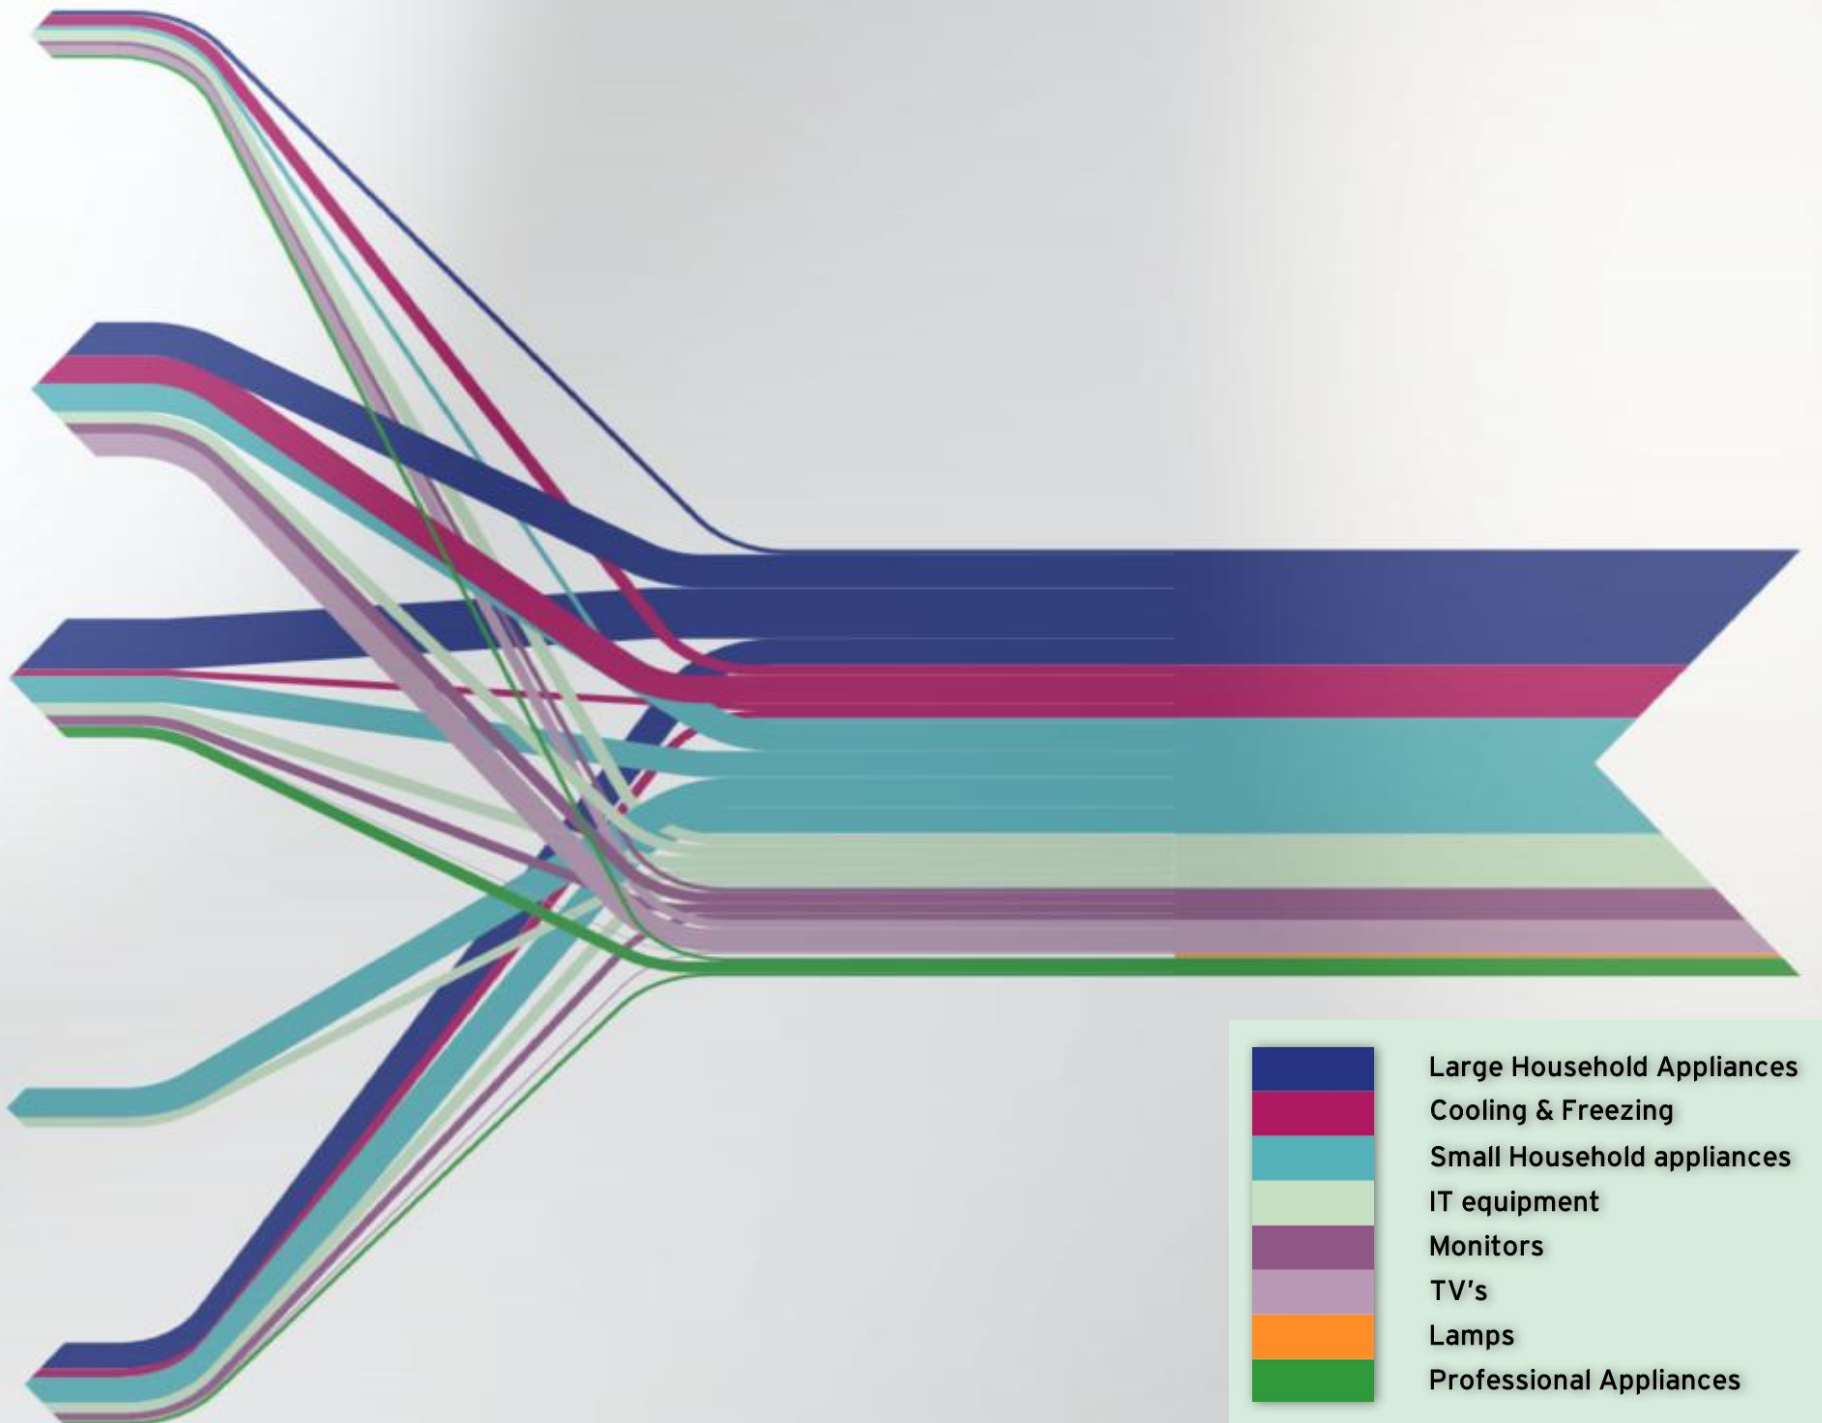 Large Household Appliances
Cooling & Freezing
Small Household appliances
IT equipment
Monitors
TV's
Lamps
Professional Appliances